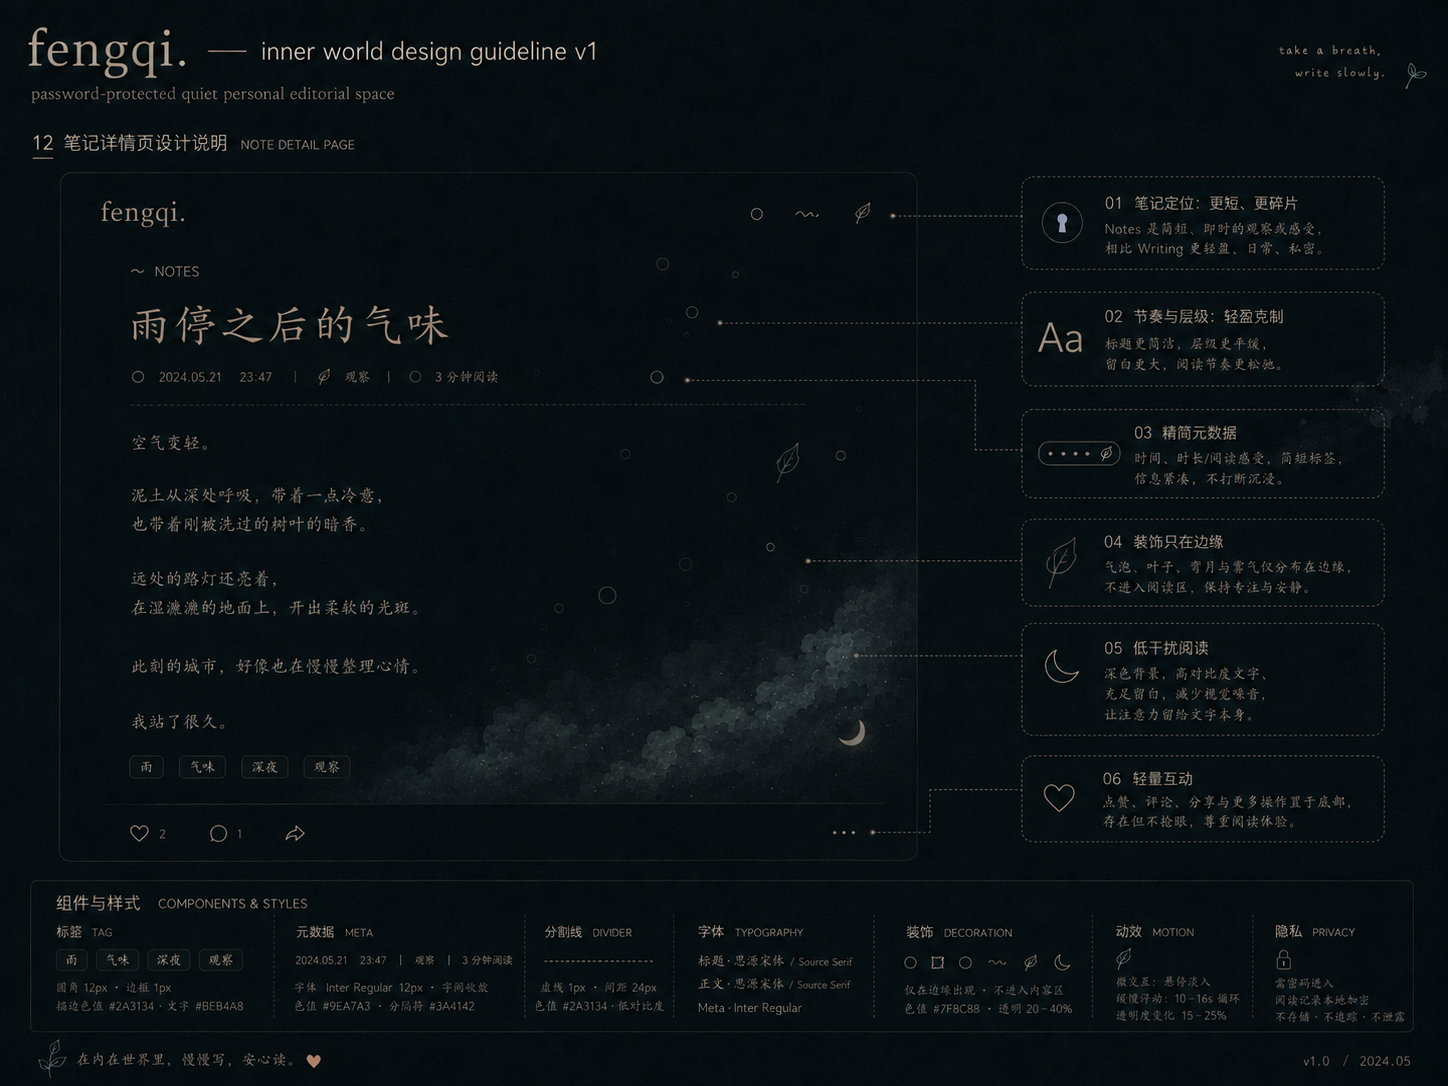 fengqi. — inner world design guideline v1
password-protected quiet personal editorial space
take a breath,
write slowly.
12 笔记详情页设计说明 NOTE DETAIL PAGE
fengqi.
~ NOTES
雨停之后的气味
2024.05.21 23:47 | 观察 | 3 分钟阅读
空气变轻。
泥土从深处呼吸，带着一点冷意，
也带着刚被洗过的树叶的暗香。
远处的路灯还亮着，
在湿漉漉的地面上，开出柔软的光斑。
此刻的城市，好像也在慢慢整理心情。
我站了很久。
雨 气味 深夜 观察
2 1
01 笔记定位：更短、更碎片
Notes 是简短、即时的观察或感受，
相比 Writing 更轻盈、日常、私密。
Aa
02 节奏与层级：轻盈克制
标题更简洁，层级更平缓，
留白更大，阅读节奏更松弛。
03 精简元数据
时间、时长/阅读感受，简短标签，
信息紧凑，不打断沉浸。
04 装饰只在边缘
气泡、叶子、弯月与雾气仅分布在边缘，
不进入阅读区，保持专注与安静。
05 低干扰阅读
深色背景，高对比度文字、
充足留白，减少视觉噪音，
让注意力留给文字本身。
06 轻量互动
点赞、评论、分享与更多操作置于底部，
存在但不抢眼，尊重阅读体验。
组件与样式 COMPONENTS & STYLES
标签 TAG
雨 气味 深夜 观察
圆角 12px · 边框 1px
描边色值 #2A3134 · 文字 #BEB4A8
元数据 META
2024.05.21 23:47 | 观察 | 3 分钟阅读
字体 Inter Regular 12px · 字间收敛
色值 #9EA7A3 · 分隔符 #3A4142
分割线 DIVIDER
虚线 1px · 间距 24px
色值 #2A3134 · 低对比度
字体 TYPOGRAPHY
标题 · 思源宋体 / Source Serif
正文 · 思源宋体 / Source Serif
Meta · Inter Regular
装饰 DECORATION
仅在边缘出现 · 不进入内容区
色值 #7F8C88 · 透明 20-40%
动效 MOTION
微交互：悬停淡入
缓慢浮动：10-16s 循环
透明度变化 15-25%
隐私 PRIVACY
需密码进入
阅读记录本地加密
不存储 · 不追踪 · 不泄露
在内在世界里，慢慢写，安心读。
v1.0 / 2024.05